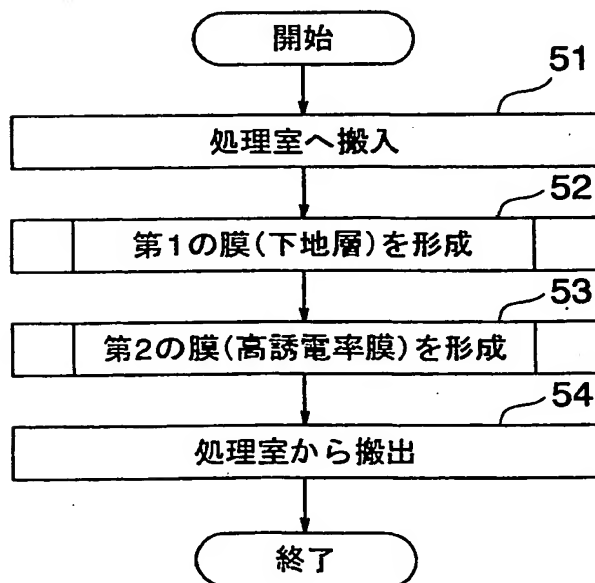 開始
51
処理室へ搬入
52
第1の膜(下地層)を形成
53
第2の膜(高誘電率膜)を形成
54
処理室から搬出
終了